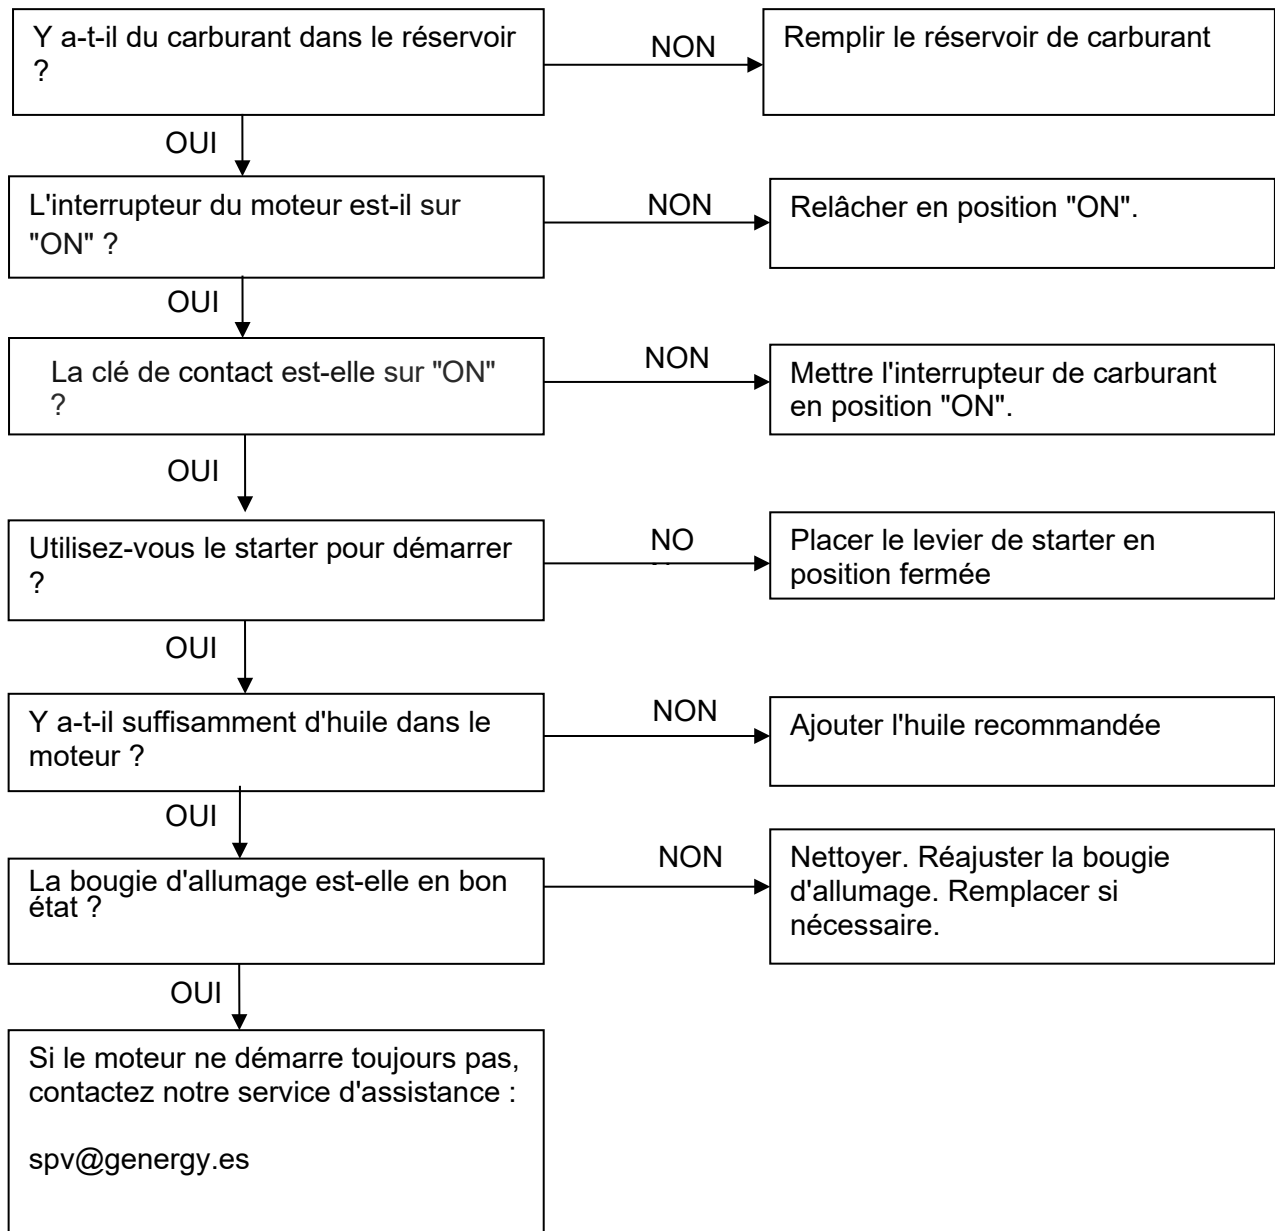 Y a-t-il du carburant dans le réservoir
?
NON
Remplir le réservoir de carburant
OUI
L'interrupteur du moteur est-il sur
"ON" ?
NON
Relâcher en position "ON".
OUI
La clé de contact est-elle sur "ON"
?
NON
Mettre l'interrupteur de carburant
en position "ON".
OUI
Utilisez-vous le starter pour démarrer
?
NO
Placer le levier de starter en
position fermée
OUI
Y a-t-il suffisamment d'huile dans le
moteur ?
NON
Ajouter l'huile recommandée
OUI
La bougie d'allumage est-elle en bon
état ?
NON
Nettoyer. Réajuster la bougie
d'allumage. Remplacer si
nécessaire.
OUI
Si le moteur ne démarre toujours pas,
contactez notre service d'assistance :
spv@genergy.es